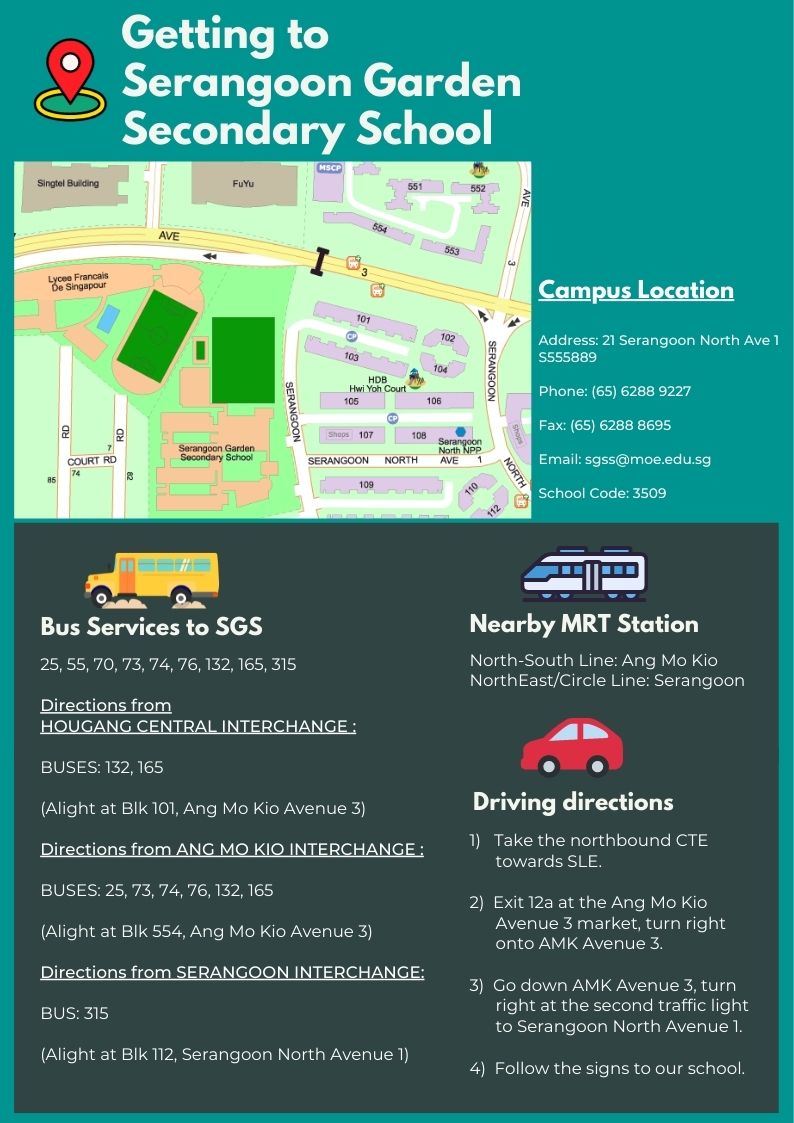 Getting to
Serangoon Garden
Secondary School
Singtel Building
FuYu
MSCP
551
552
554
553
AVE
AVE
3
3
Lycee Francais
De Singapour
101
CP
103
102
104
HDB
Hwi Yoh Court
105
106
CP
Shops
107
108
Serangoon
North NPP
Shops
SERANGOON
SERANGOON
SERANGOON NORTH AVE 1
NORTH
109
110
112
Serangoon Garden
Secondary School
RD
RD
7
COURT RD
74
85
82
Campus Location
Address: 21 Serangoon North Ave 1
S555889
Phone: (65) 6288 9227
Fax: (65) 6288 8695
Email: sgss@moe.edu.sg
School Code: 3509
Bus Services to SGS
25, 55, 70, 73, 74, 76, 132, 165, 315
Directions from
HOUGANG CENTRAL INTERCHANGE :
BUSES: 132, 165
(Alight at Blk 101, Ang Mo Kio Avenue 3)
Directions from ANG MO KIO INTERCHANGE :
BUSES: 25, 73, 74, 76, 132, 165
(Alight at Blk 554, Ang Mo Kio Avenue 3)
Directions from SERANGOON INTERCHANGE:
BUS: 315
(Alight at Blk 112, Serangoon North Avenue 1)
Nearby MRT Station
North-South Line: Ang Mo Kio
NorthEast/Circle Line: Serangoon
Driving directions
1) Take the northbound CTE
towards SLE.
2) Exit 12a at the Ang Mo Kio
Avenue 3 market, turn right
onto AMK Avenue 3.
3) Go down AMK Avenue 3, turn
right at the second traffic light
to Serangoon North Avenue 1.
4) Follow the signs to our school.